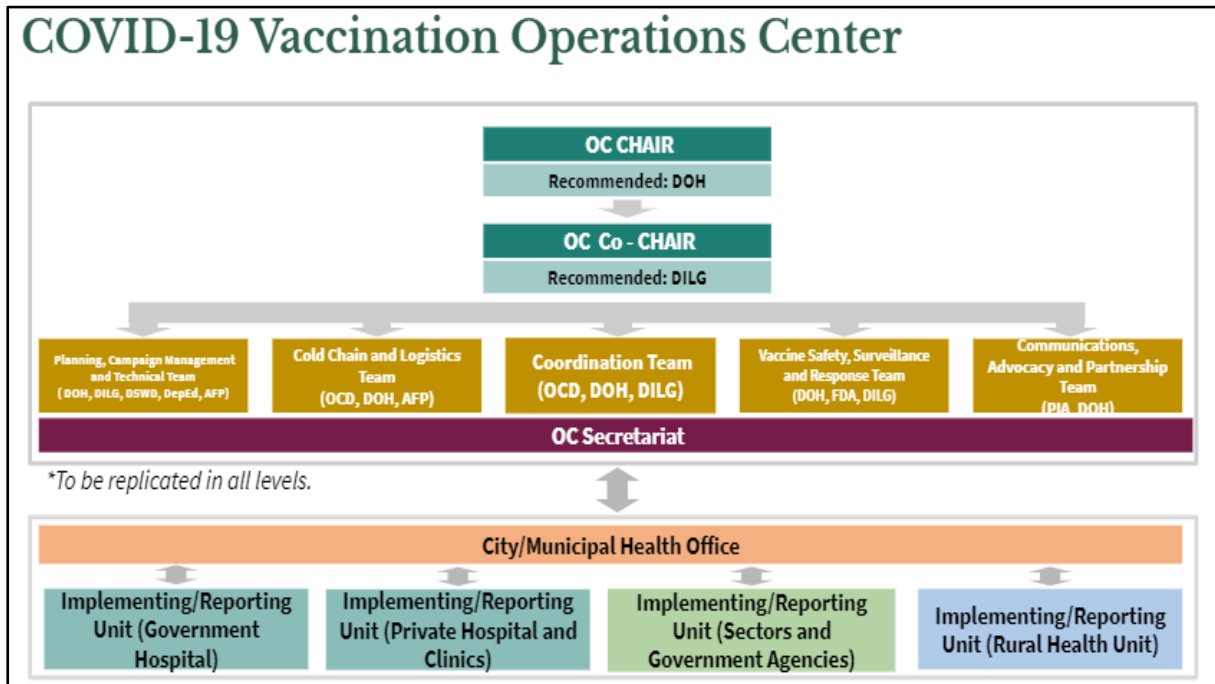 COVID-19 Vaccination Operations Center
OC CHAIR
Recommended: DOH
OC Co - CHAIR
Recommended: DILG
Planning, Campaign Management
and Technical Team
( DOH, DILG, DSWD, DepEd, AFP)
Cold Chain and Logistics
Team
(OCD, DOH, AFP)
Coordination Team
(OCD, DOH, DILG)
Vaccine Safety, Surveillance
and Response Team
(DOH, FDA, DILG)
Communications,
Advocacy and Partnership
Team
(PIA, DOH)
OC Secretariat
*To be replicated in all levels.
City/Municipal Health Office
Implementing/Reporting
Unit (Government
Hospital)
Implementing/Reporting
Unit (Private Hospital and
Clinics)
Implementing/Reporting
Unit (Sectors and
Government Agencies)
Implementing/Reporting
Unit (Rural Health Unit)